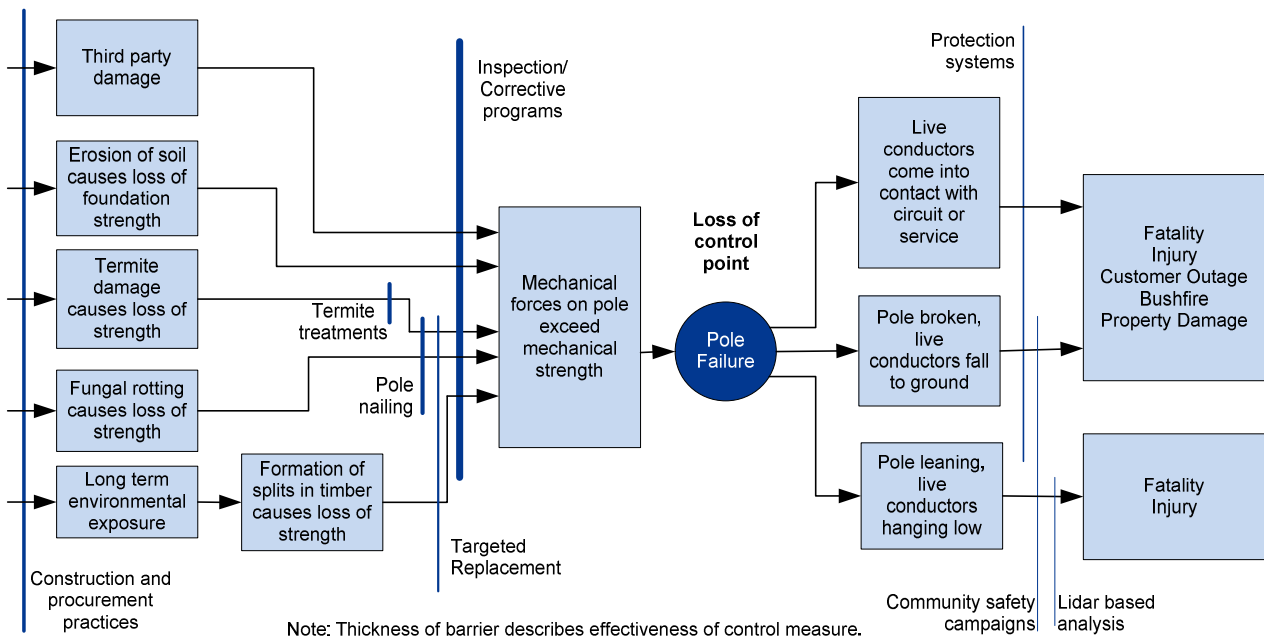 Third party
damage
Erosion of soil
causes loss of
foundation
strength
Termite
damage
causes loss of
strength
Fungal rotting
causes loss of
strength
Long term
environmental
exposure
Formation of
splits in timber
causes loss of
strength
Construction and
procurement
practices
Termite
treatments
Pole
nailing
Inspection/
Corrective
programs
Targeted
Replacement
Mechanical
forces on pole
exceed
mechanical
strength
Loss of
control
point
Pole
Failure
Live
conductors
come into
contact with
circuit or
service
Pole broken,
live
conductors fall
to ground
Pole leaning,
live
conductors
hanging low
Protection
systems
Community safety
campaigns
Lidar based
analysis
Fatality
Injury
Customer Outage
Bushfire
Property Damage
Fatality
Injury
Note: Thickness of barrier describes effectiveness of control measure.